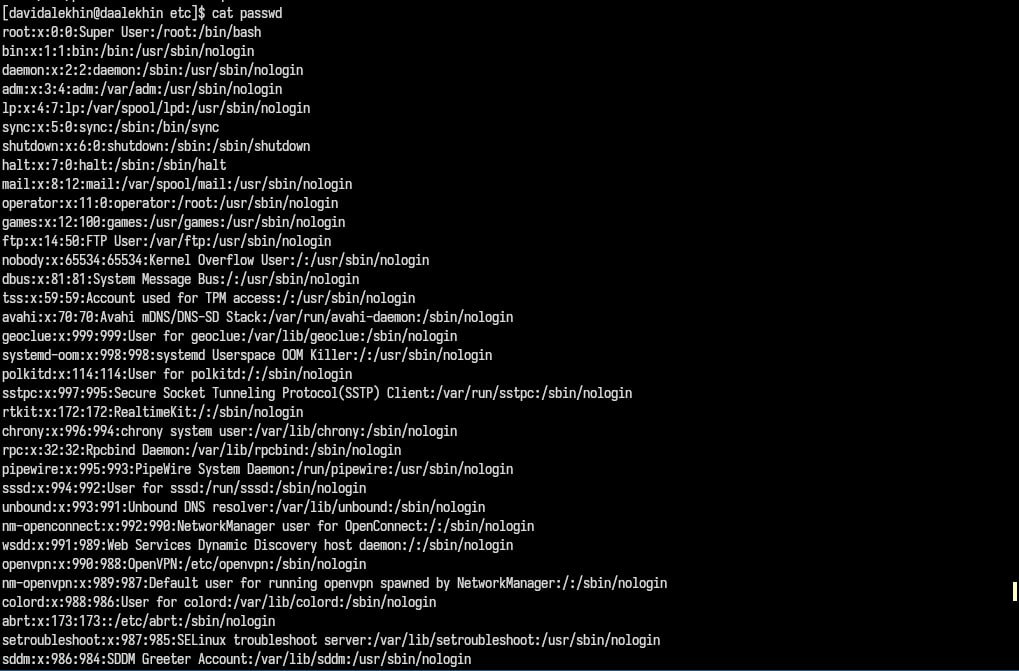 [davidalekhin@daalekhin etc]$ cat passwd
root:x:0:0:Super User:/root:/bin/bash
bin:x:1:1:bin:/bin:/usr/sbin/nologin
daemon:x:2:2:daemon:/sbin:/usr/sbin/nologin
adm:x:3:4:adm:/var/adm:/usr/sbin/nologin
lp:x:4:7:lp:/var/spool/lpd:/usr/sbin/nologin
sync:x:5:0:sync:/sbin:/bin/sync
shutdown:x:6:0:shutdown:/sbin:/sbin/shutdown
halt:x:7:0:halt:/sbin:/sbin/halt
mail:x:8:12:mail:/var/spool/mail:/usr/sbin/nologin
operator:x:11:0:operator:/root:/usr/sbin/nologin
games:x:12:100:games:/usr/games:/usr/sbin/nologin
ftp:x:14:50:FTP User:/var/ftp:/usr/sbin/nologin
nobody:x:65534:65534:Kernel Overflow User:/:/usr/sbin/nologin
dbus:x:81:81:System Message Bus:/:/usr/sbin/nologin
tss:x:59:59:Account used for TPM access:/:/usr/sbin/nologin
avahi:x:70:70:Avahi mDNS/DNS-SD Stack:/var/run/avahi-daemon:/sbin/nologin
geoclue:x:999:999:User for geoclue:/var/lib/geoclue:/sbin/nologin
systemd-oom:x:998:998:systemd Userspace OOM Killer:/:/usr/sbin/nologin
polkitd:x:114:114:User for polkitd:/:/sbin/nologin
sstpc:x:997:995:Secure Socket Tunneling Protocol(SSTP) Client:/var/run/sstpc:/sbin/nologin
rtkit:x:172:172:RealtimeKit:/:/sbin/nologin
chrony:x:996:994:chrony system user:/var/lib/chrony:/sbin/nologin
rpc:x:32:32:Rpcbind Daemon:/var/lib/rpcbind:/sbin/nologin
pipewire:x:995:993:PipeWire System Daemon:/run/pipewire:/usr/sbin/nologin
sssd:x:994:992:User for sssd:/run/sssd:/sbin/nologin
unbound:x:993:991:Unbound DNS resolver:/var/lib/unbound:/sbin/nologin
nm-openconnect:x:992:990:NetworkManager user for OpenConnect:/:/sbin/nologin
wsdd:x:991:989:Web Services Dynamic Discovery host daemon:/:/sbin/nologin
openvpn:x:990:988:OpenVPN:/etc/openvpn:/sbin/nologin
nm-openvpn:x:989:987:Default user for running openvpn spawned by NetworkManager:/:/sbin/nologin
colord:x:988:986:User for colord:/var/lib/colord:/sbin/nologin
abrt:x:173:173::/etc/abrt:/sbin/nologin
setroubleshoot:x:987:985:SELinux troubleshoot server:/var/lib/setroubleshoot:/usr/sbin/nologin
sddm:x:986:984:SDDM Greeter Account:/var/lib/sddm:/usr/sbin/nologin